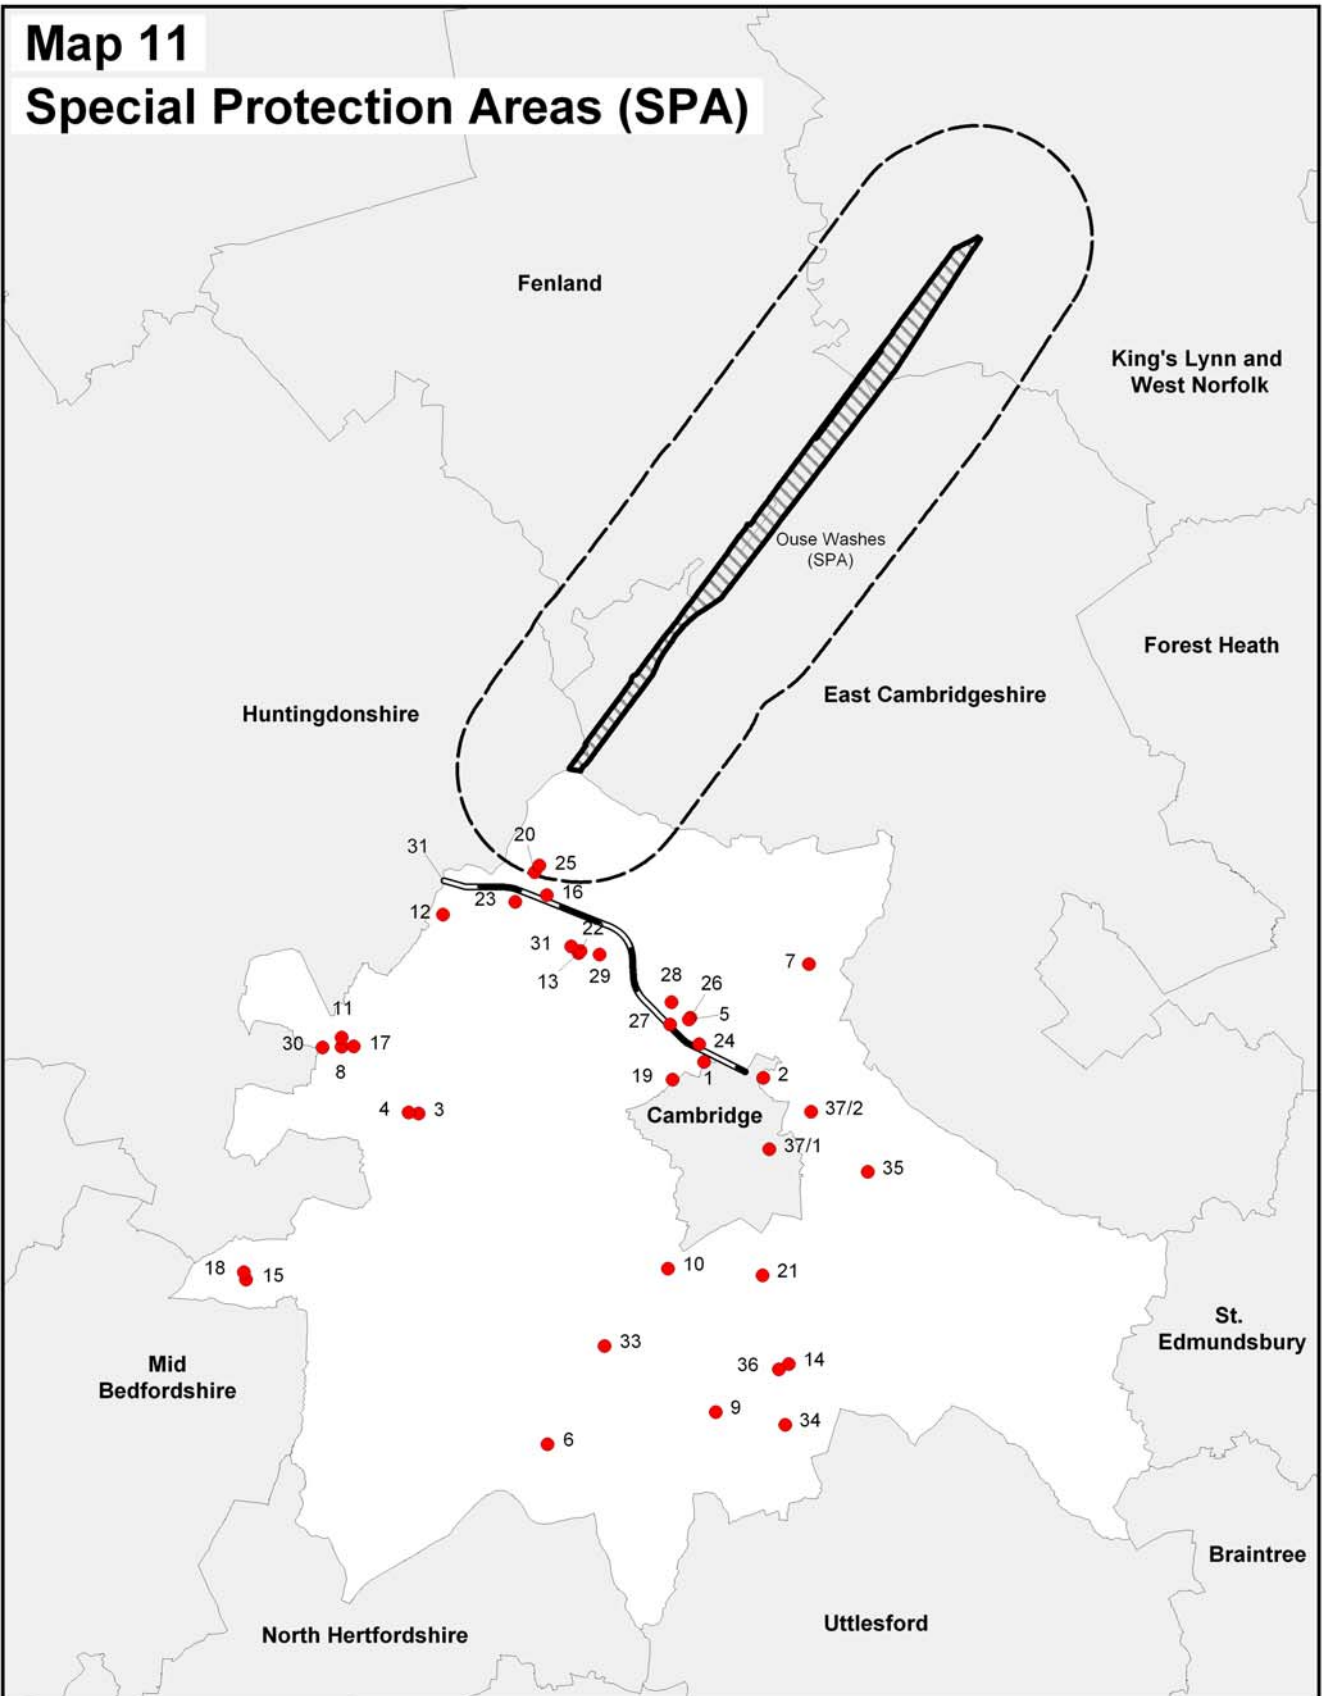 Map 11
Special Protection Areas (SPA)
Fenland
King's Lynn and
West Norfolk
Ouse Washes
(SPA)
Forest Heath
East Cambridgeshire
Huntingdonshire
20
31
25
16
23
12
22
31
29
13
7
28
26
5
27
11
30
17
24
8
19
1
2
4
3
Cambridge
37/2
37/1
35
18
15
10
21
St.
Edmundsbury
33
14
36
Mid
Bedfordshire
9
34
6
Braintree
Uttlesford
North Hertfordshire